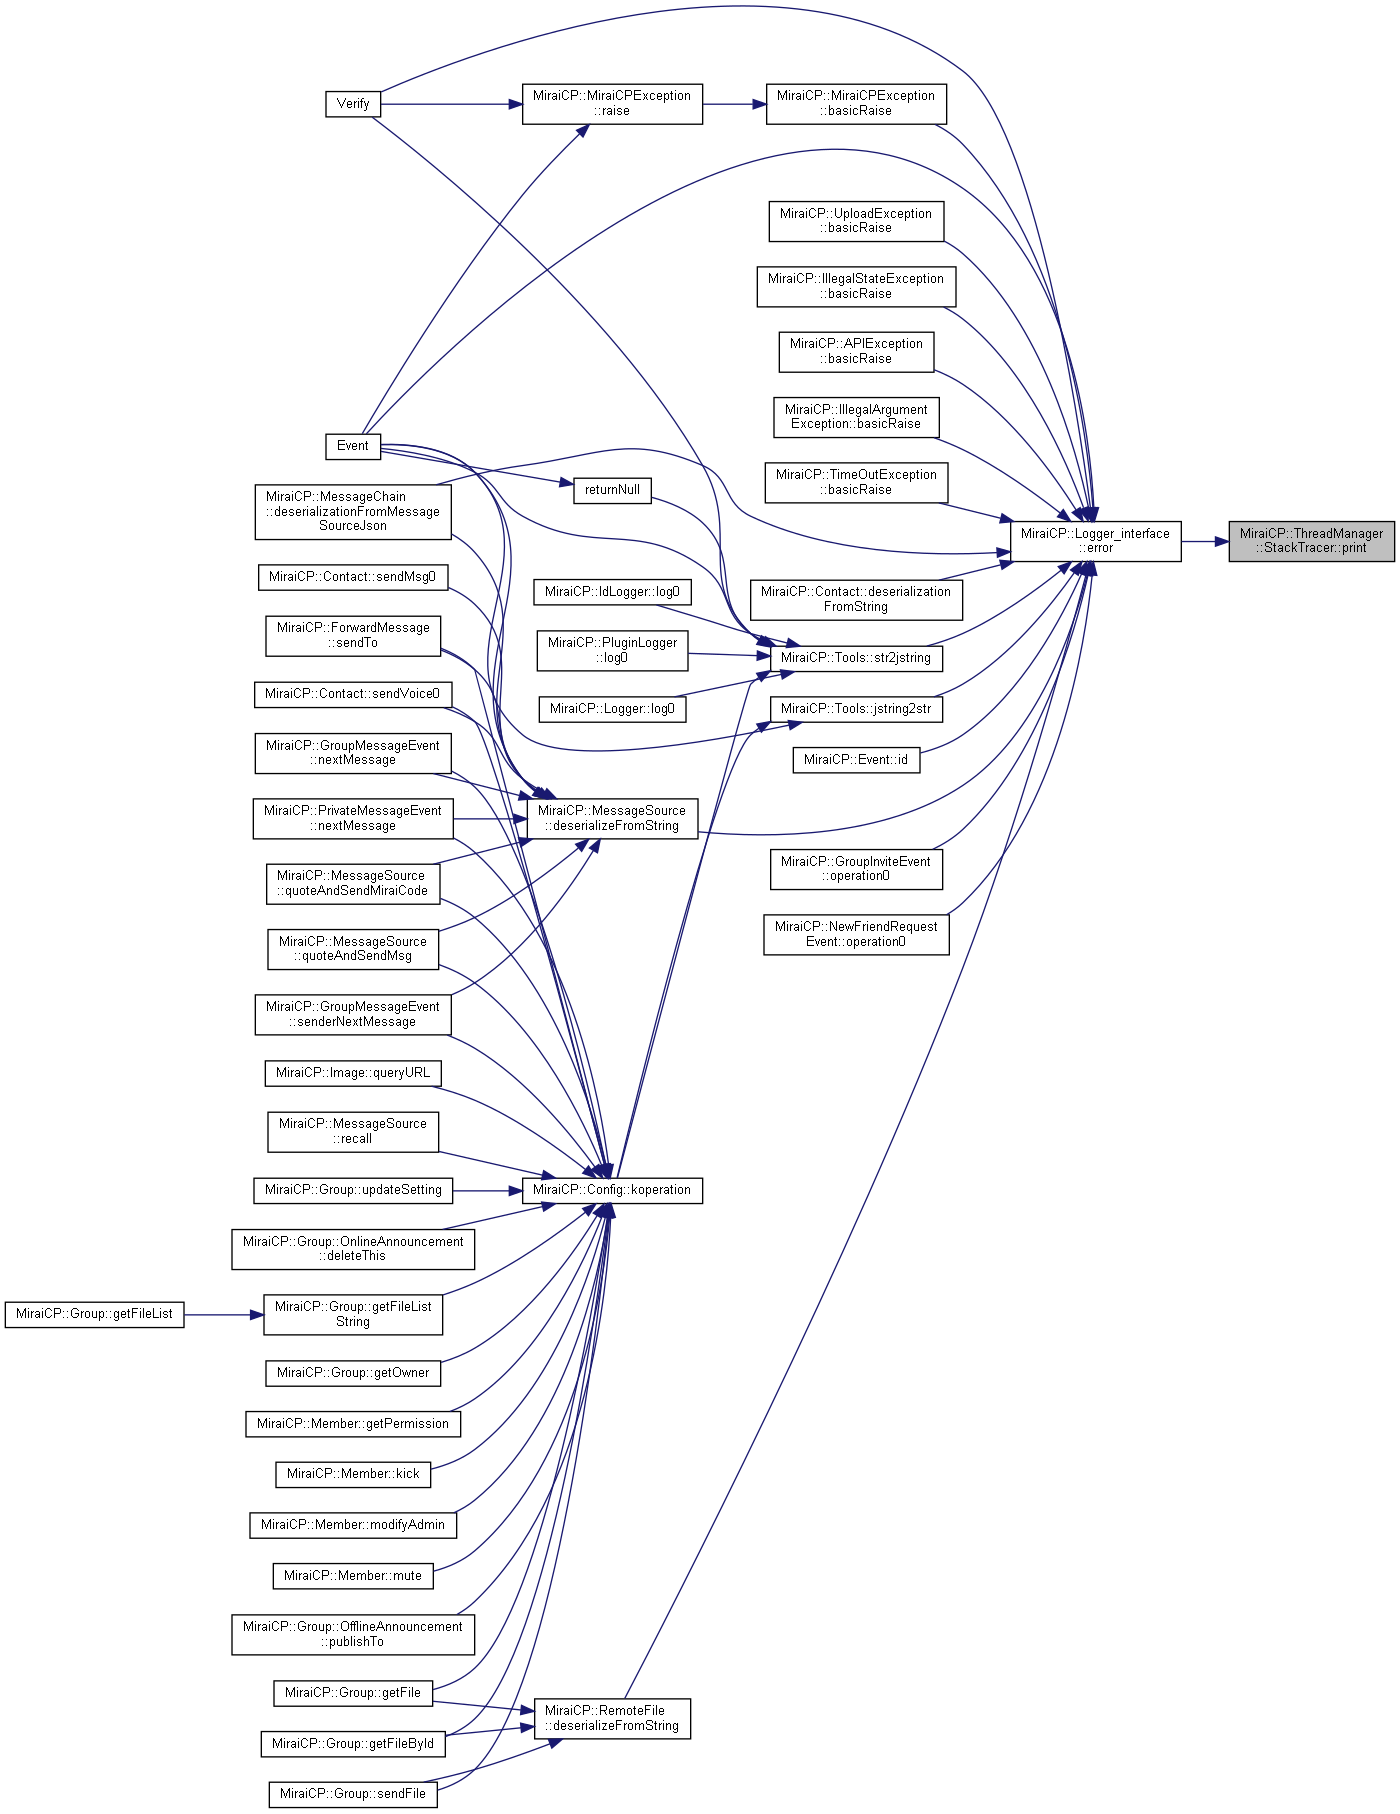 Verify
MiraiCP::MiraiCPException
::raise
MiraiCP::MiraiCPException
::basicRaise
MiraiCP::UploadException
::basicRaise
MiraiCP::IllegalStateException
::basicRaise
MiraiCP::APIException
::basicRaise
MiraiCP::IllegalArgument
Exception::basicRaise
Event
MiraiCP::TimeOutException
::basicRaise
returnNull
MiraiCP::MessageChain
::deserializationFromMessage
SourceJson
MiraiCP::Logger_interface
::error
MiraiCP::ThreadManager
::StackTracer::print
MiraiCP::Contact::sendMsg0
MiraiCP::IdLogger::log0
MiraiCP::Contact::deserialization
FromString
MiraiCP::ForwardMessage
::sendTo
MiraiCP::PluginLogger
::log0
MiraiCP::Tools::str2jstring
MiraiCP::Contact::sendVoice0
MiraiCP::Logger::log0
MiraiCP::Tools::jstring2str
MiraiCP::GroupMessageEvent
::nextMessage
MiraiCP::Event::id
MiraiCP::PrivateMessageEvent
::nextMessage
MiraiCP::MessageSource
::deserializeFromString
MiraiCP::MessageSource
::quoteAndSendMiraiCode
MiraiCP::GroupInviteEvent
::operation0
MiraiCP::MessageSource
::quoteAndSendMsg
MiraiCP::NewFriendRequest
Event::operation0
MiraiCP::GroupMessageEvent
::senderNextMessage
MiraiCP::Image::queryURL
MiraiCP::MessageSource
::recall
MiraiCP::Group::updateSetting
MiraiCP::Config::koperation
MiraiCP::Group::OnlineAnnouncement
::deleteThis
MiraiCP::Group::getFileList
MiraiCP::Group::getFileList
String
MiraiCP::Group::getOwner
MiraiCP::Member::getPermission
MiraiCP::Member::kick
MiraiCP::Member::modifyAdmin
MiraiCP::Member::mute
MiraiCP::Group::OfflineAnnouncement
::publishTo
MiraiCP::Group::getFile
MiraiCP::RemoteFile
::deserializeFromString
MiraiCP::Group::getFileById
MiraiCP::Group::sendFile